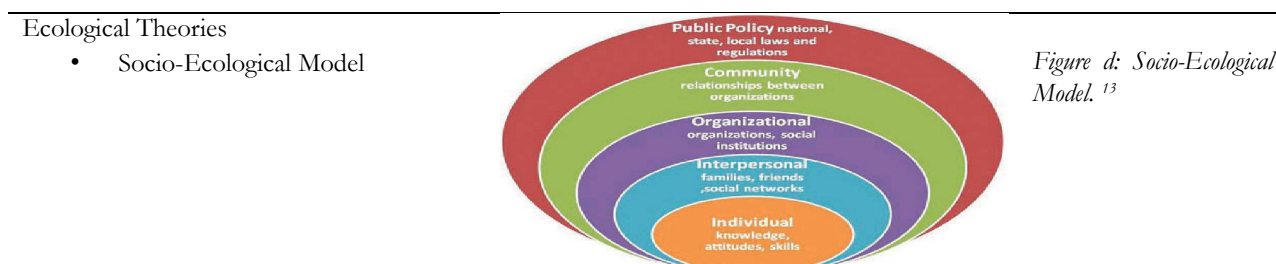 Ecological Theories
• Socio-Ecological Model
Public Policy national,
state, local laws and
regulations
Community
relationships between
organizations
Organizational
organizations, social
institutions
Interpersonal
families, friends
,social networks
Individual
knowledge,
attitudes, skills
Figure d: Socio-Ecological
Model. 13